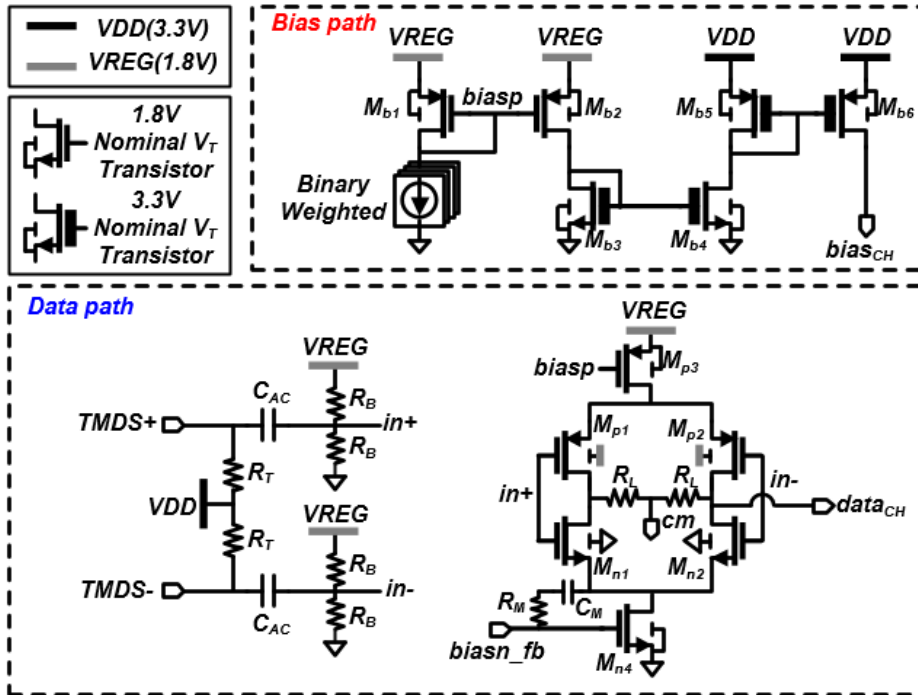 VDD(3.3V)
VREG(1.8V)
1.8V
Nominal VT
Transistor
3.3V
Nominal VT
Transistor
Bias path
VREG
VREG
VDD
VDD
Mb1
biasp
Mb2
Mb5
Mb6
Binary
Weighted
Mb3
Mb4
biasCH
Data path
VREG
CAC
RB
TMDS+
in+
RB
RT
VDD
VREG
RT
RB
TMDS-
in-
CAC
RB
VREG
biasp
Mp3
Mp1
Mp2
RL
RL
in+
in-
dataCH
cm
Mn1
Mn2
RM
CM
biasn_fb
Mn4